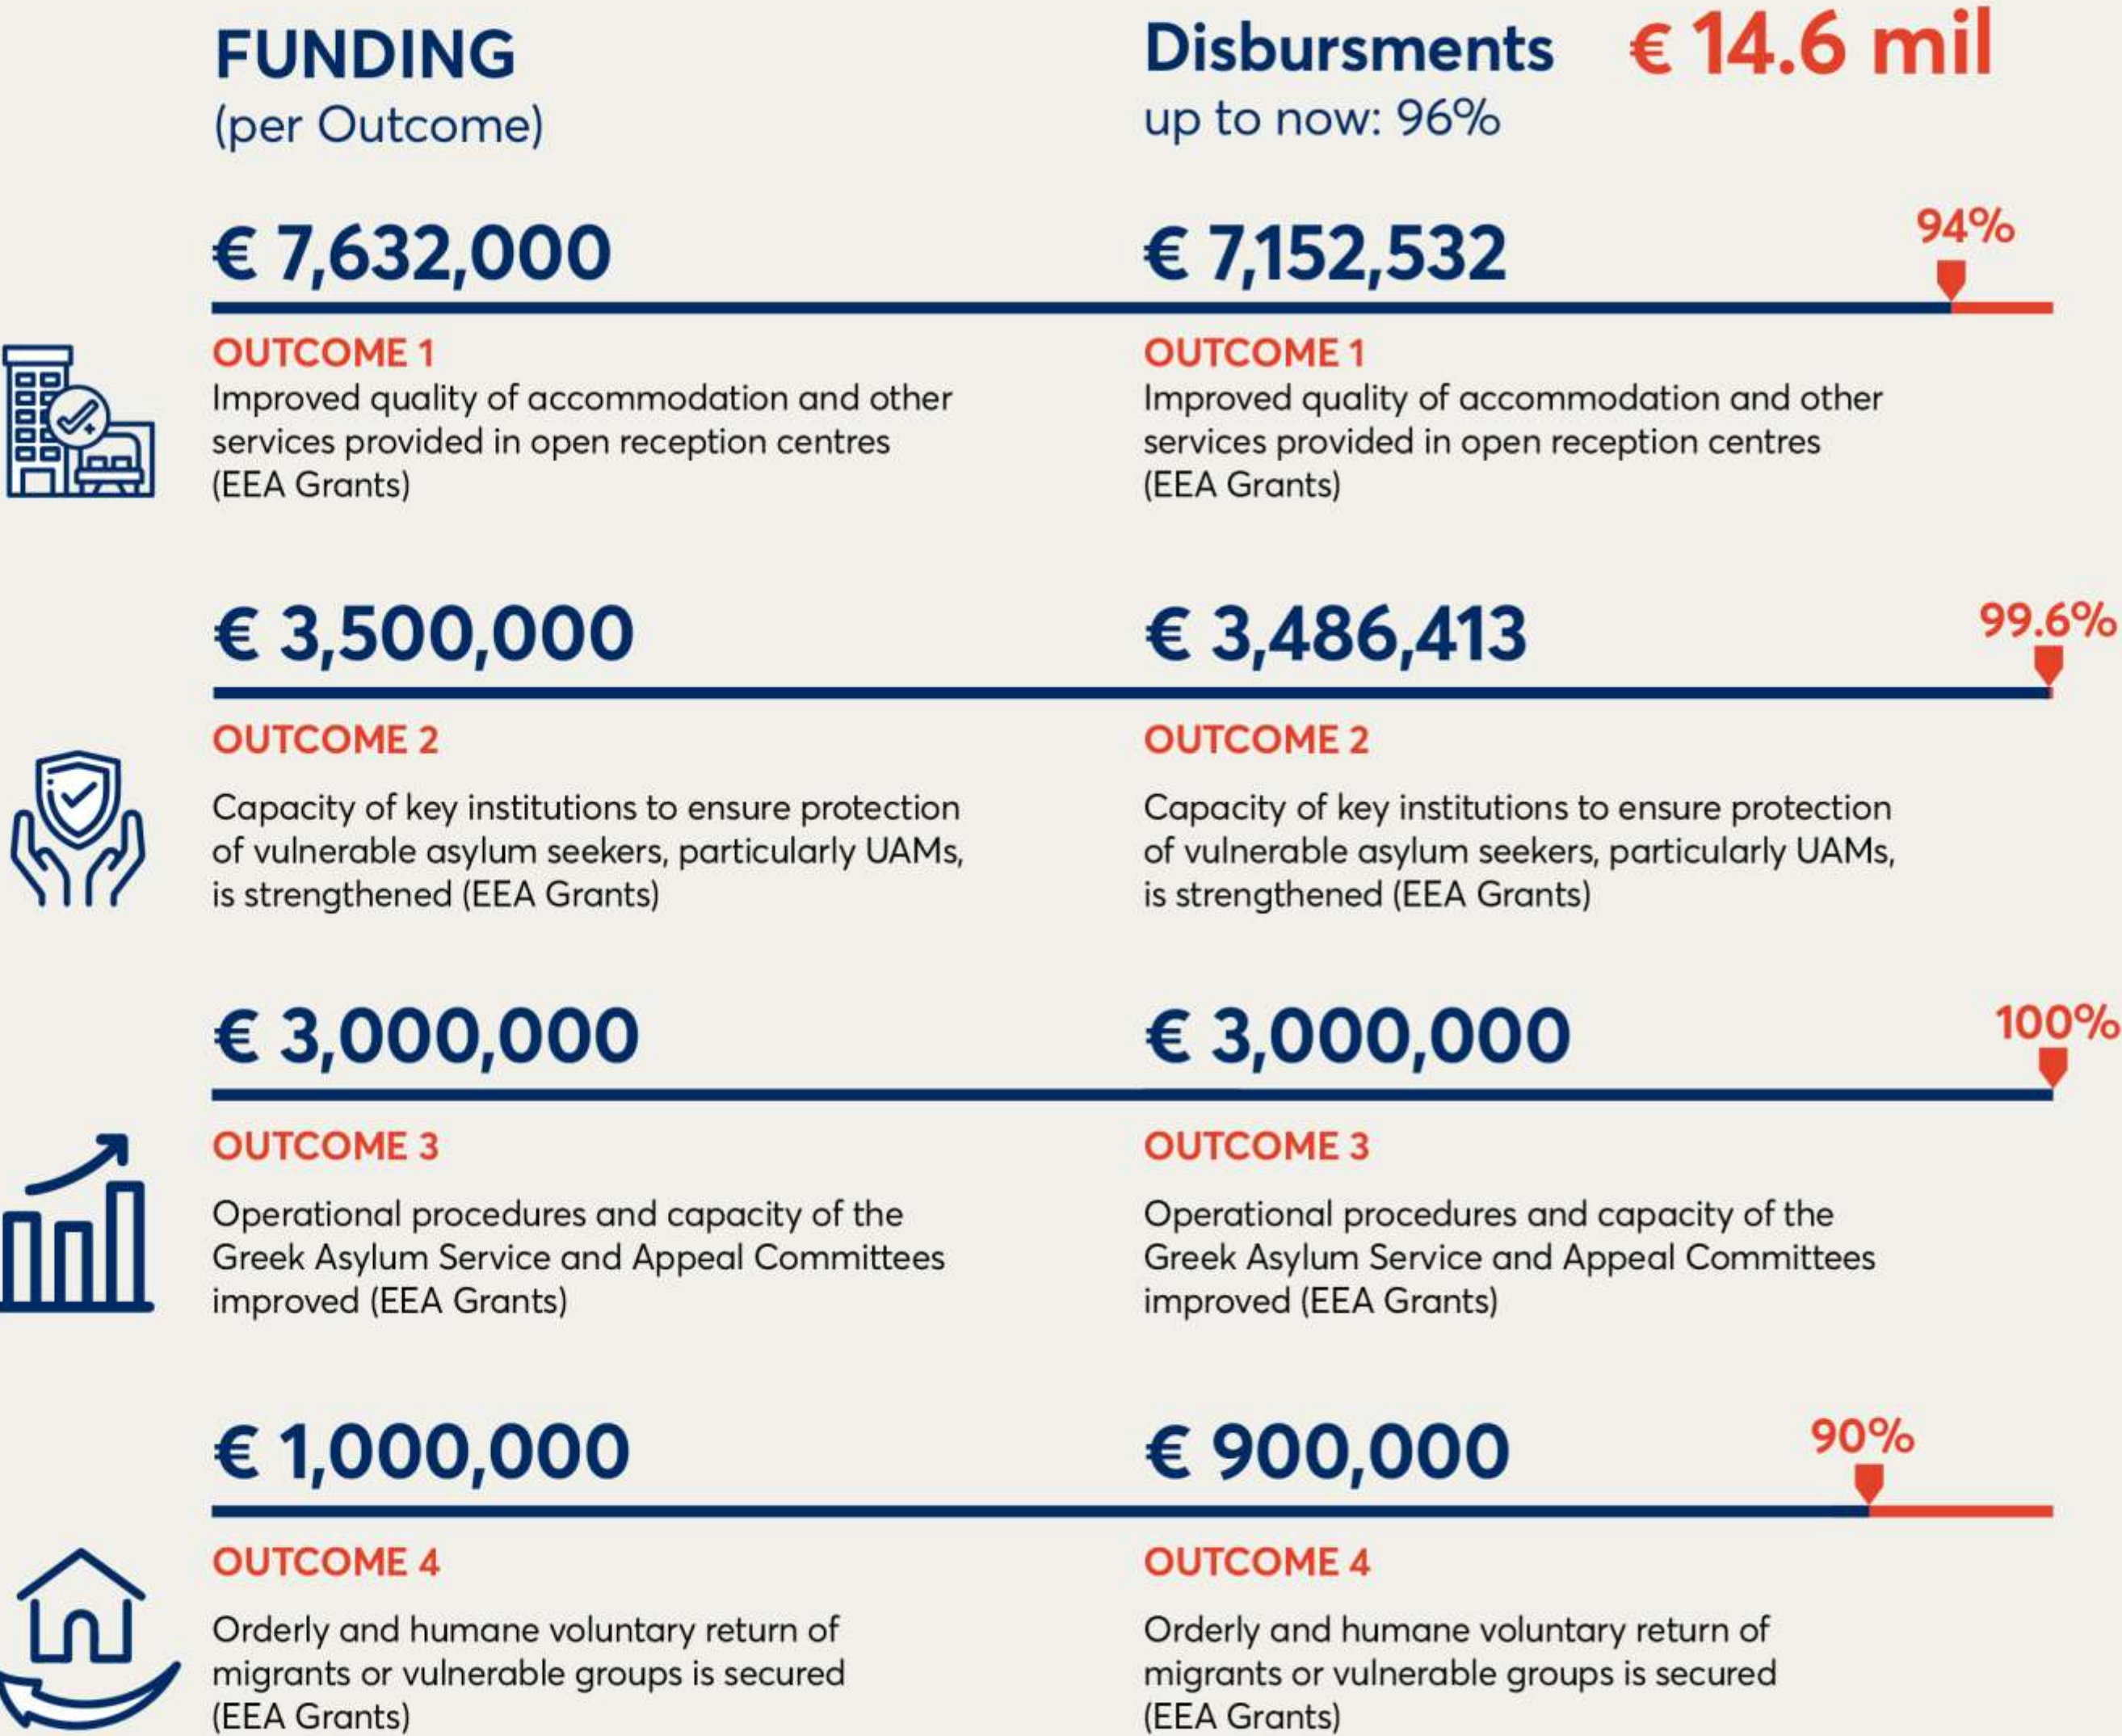 FUNDING
(per Outcome)
Disbursments € 14.6 mil
up to now: 96%
€ 7,632,000
€ 7,152,532
94%
OUTCOME 1
Improved quality of accommodation and other
services provided in open reception centres
(EEA Grants)
OUTCOME 1
Improved quality of accommodation and other
services provided in open reception centres
(EEA Grants)
€ 3,500,000
€ 3,486,413
99.6%
OUTCOME 2
Capacity of key institutions to ensure protection
of vulnerable asylum seekers, particularly UAMs,
is strengthened (EEA Grants)
OUTCOME 2
Capacity of key institutions to ensure protection
of vulnerable asylum seekers, particularly UAMs,
is strengthened (EEA Grants)
€ 3,000,000
€ 3,000,000
100%
OUTCOME 3
Operational procedures and capacity of the
Greek Asylum Service and Appeal Committees
improved (EEA Grants)
OUTCOME 3
Operational procedures and capacity of the
Greek Asylum Service and Appeal Committees
improved (EEA Grants)
€ 1,000,000
€ 900,000
90%
OUTCOME 4
Orderly and humane voluntary return of
migrants or vulnerable groups is secured
(EEA Grants)
OUTCOME 4
Orderly and humane voluntary return of
migrants or vulnerable groups is secured
(EEA Grants)